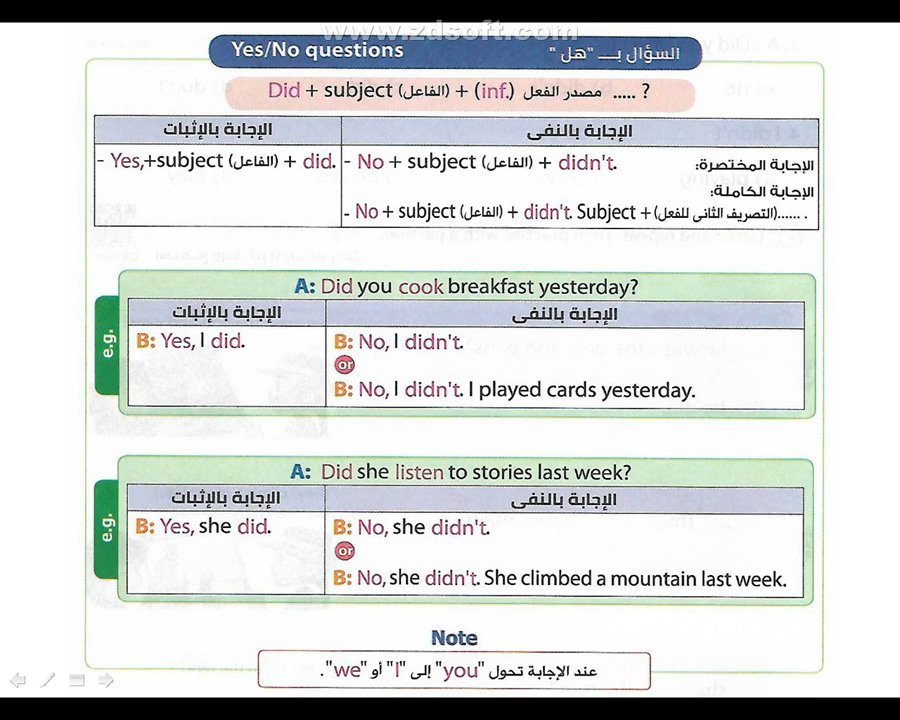 www.zdsoft.com
Yes/No questions السؤال بــ "هل"
Did + subject (الفاعل) + (inf.) مصدر الفعل ..... ?
الإجابة بالإثبات
الإجابة بالنفى
- Yes,+subject (الفاعل) + did.
الإجابة المختصرة:
- No + subject (الفاعل) + didn't.
الإجابة الكاملة:
- No + subject (الفاعل) + didn't. Subject + (التصريف الثانى للفعل)...... .
e.g.
A: Did you cook breakfast yesterday?
الإجابة بالإثبات
الإجابة بالنفى
B: Yes, I did.
B: No, I didn't.
or
B: No, I didn't. I played cards yesterday.
e.g.
A: Did she listen to stories last week?
الإجابة بالإثبات
الإجابة بالنفى
B: Yes, she did.
B: No, she didn't.
or
B: No, she didn't. She climbed a mountain last week.
Note
عند الإجابة تحول "you" إلى "I" أو "we".